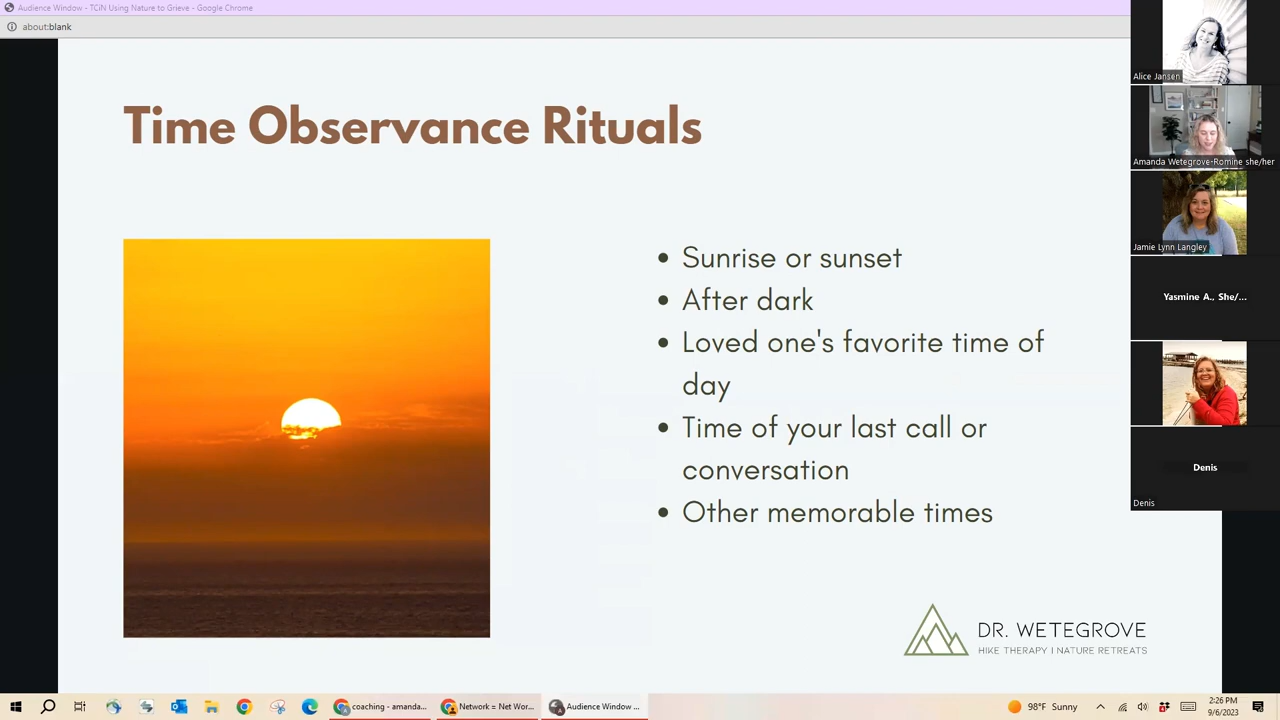 Audience Window - TCiN Using Nature to Grieve - Google Chrome
about:blank
Time Observance Rituals
• Sunrise or sunset
• After dark
• Loved one's favorite time of
day
• Time of your last call or
conversation
• Other memorable times
DR. WETEGROVE
HIKE THERAPY | NATURE RETREATS
Alice Jansen
Amanda Wetegrove-Romine she/her
Jamie Lynn Langley
Yasmine A., She/...
Denis
Denis
coaching - amanda...
Network = Net Wor...
Audience Window ...
98°F Sunny
2:26 PM
9/6/2023